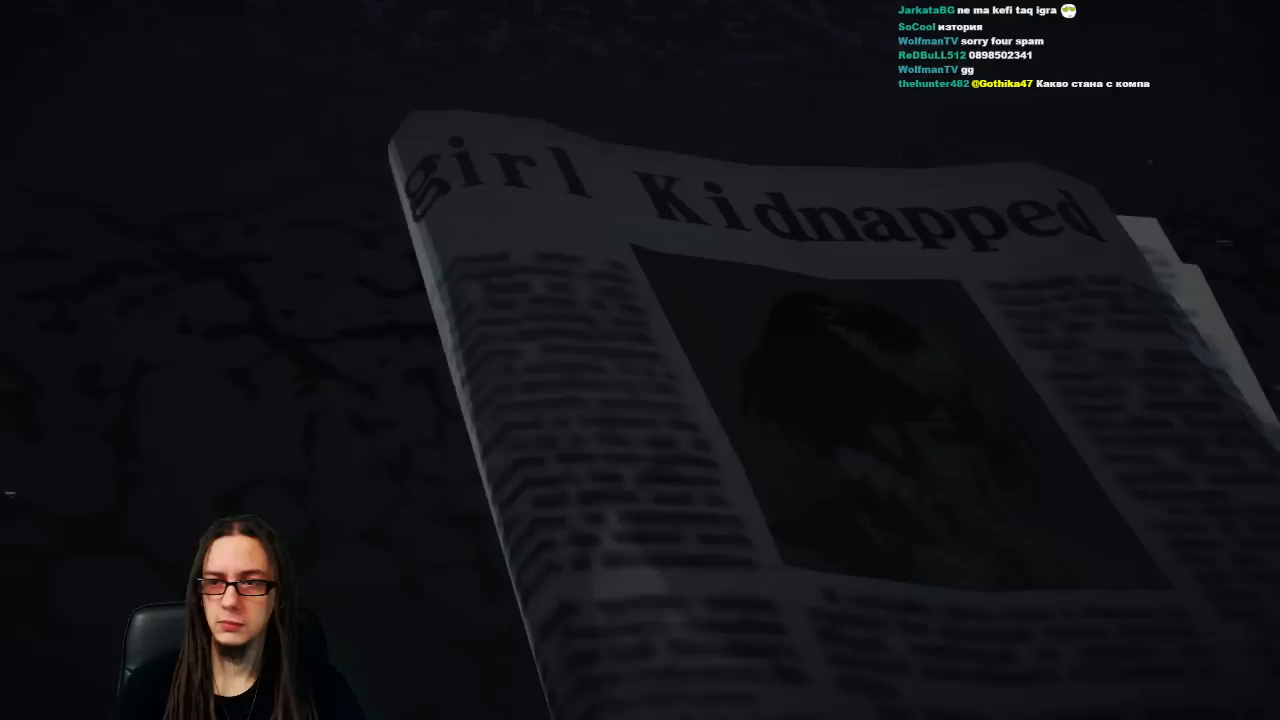 JarkataBG ne ma kefi taq igra
SoCool изтория
WolfmanTV sorry four spam
ReDBuLL512 0898502341
WolfmanTV gg
thehunter482 @Gothika47 Какво стана с компа
girl Kidnapped